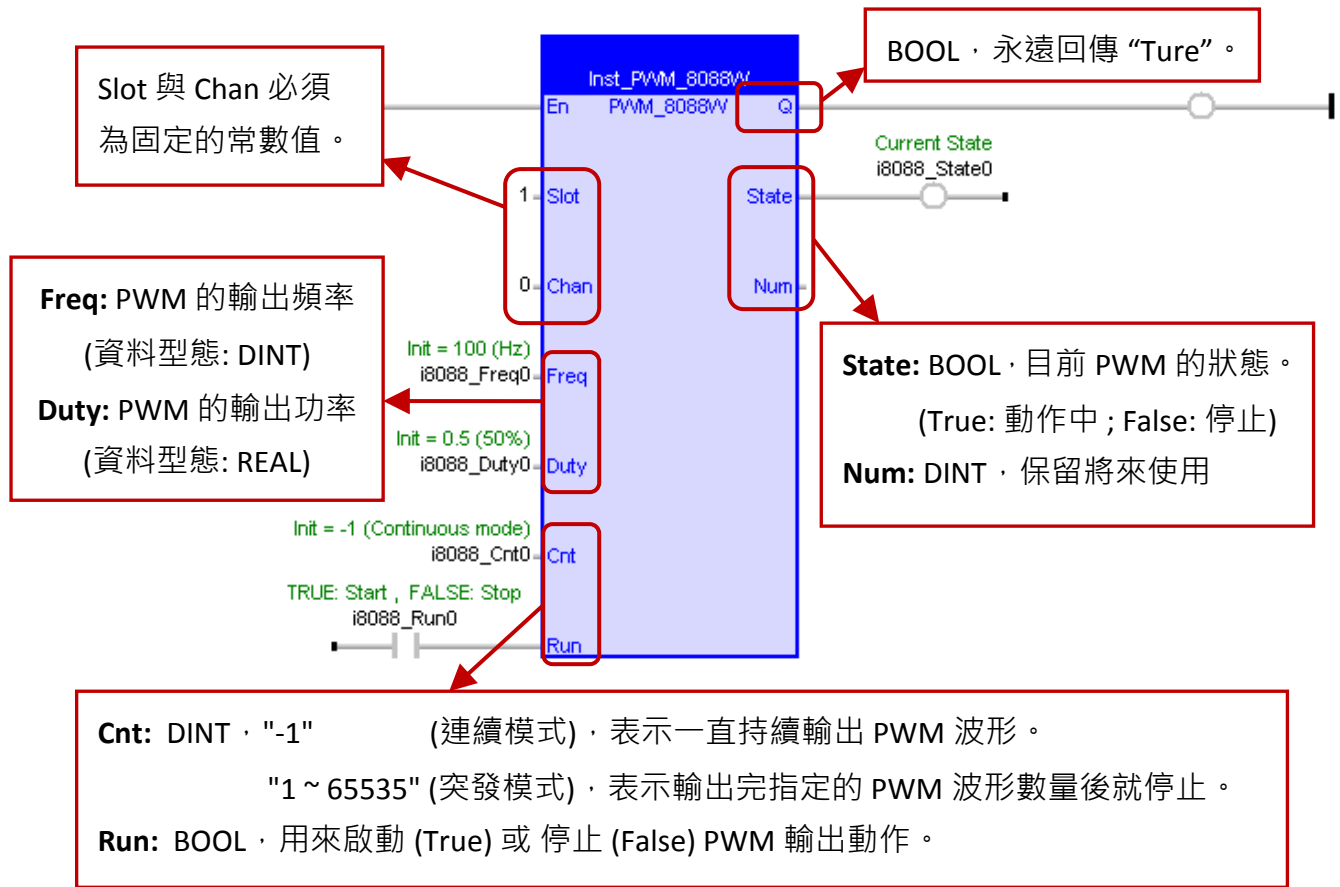 Slot 與 Chan 必須
為固定的常數值。
BOOL,永遠回傳 “Ture”。
Inst_PWM_8088W
En PWM_8088W Q
Current State
i8088_State0
1 Slot State
0 Chan Num
Freq: PWM 的輸出頻率
(資料型態: DINT)
Duty: PWM 的輸出功率
(資料型態: REAL)
Init = 100 (Hz)
i8088_Freq0 Freq
Init = 0.5 (50%)
i8088_Duty0 Duty
State: BOOL,目前 PWM 的狀態。
(True: 動作中 ; False: 停止)
Num: DINT,保留將來使用
Init = -1 (Continuous mode)
i8088_Cnt0 Cnt
TRUE: Start , FALSE: Stop
i8088_Run0
Run
Cnt: DINT,"-1" (連續模式),表示一直持續輸出 PWM 波形。
"1 ~ 65535" (突發模式),表示輸出完指定的 PWM 波形數量後就停止。
Run: BOOL,用來啟動 (True) 或 停止 (False) PWM 輸出動作。